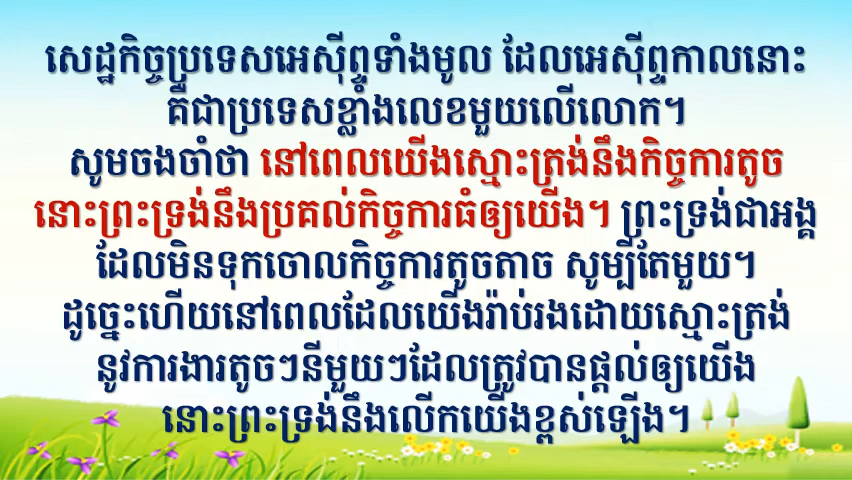 សេដ្ឋកិច្ចប្រទេសអេស៊ីព្ទទាំងមូល ដែលអេស៊ីព្ទកាលនោះ
គឺជាប្រទេសខ្លាំងលេខមួយលើលោក។
សូមចងចាំថា នៅពេលយើងស្មោះត្រង់នឹងកិច្ចការតូច
នោះព្រះទ្រង់នឹងប្រគល់កិច្ចការធំឲ្យយើង។ ព្រះទ្រង់ជាអង្គ
ដែលមិនទុកចោលកិច្ចការតូចតាច សូម្បីតែមួយ។
ដូច្នេះហើយនៅពេលដែលយើងរ៉ាប់រងដោយស្មោះត្រង់
នូវការងារតូចៗនីមួយៗដែលត្រូវបានផ្តល់ឲ្យយើង
នោះព្រះទ្រង់នឹងលើកយើងខ្ពស់ឡើង។